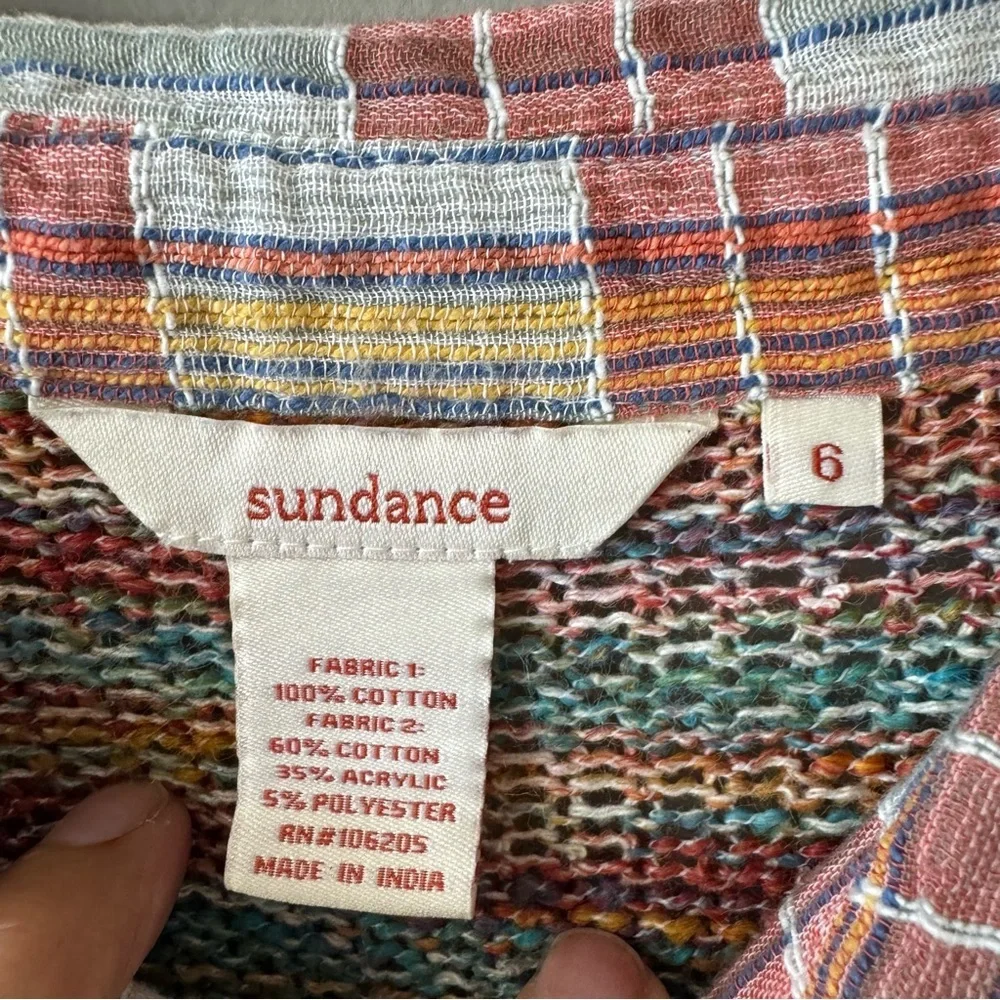 sundance
6
FABRIC 1:
100% COTTON
FABRIC 2:
60% COTTON
35% ACRYLIC
5% POLYESTER
RN#106205
MADE IN INDIA